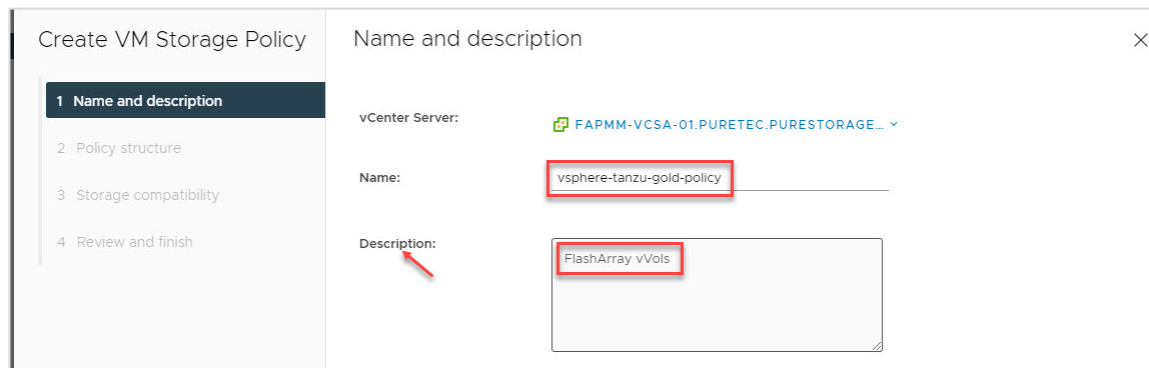 Create VM Storage Policy
1 Name and description
2 Policy structure
3 Storage compatibility
4 Review and finish
Name and description
vCenter Server:
FAPMM-VCSA-01.PURETEC.PURESTORAGE...
Name:
vsphere-tanzu-gold-policy
Description:
FlashArray vVols